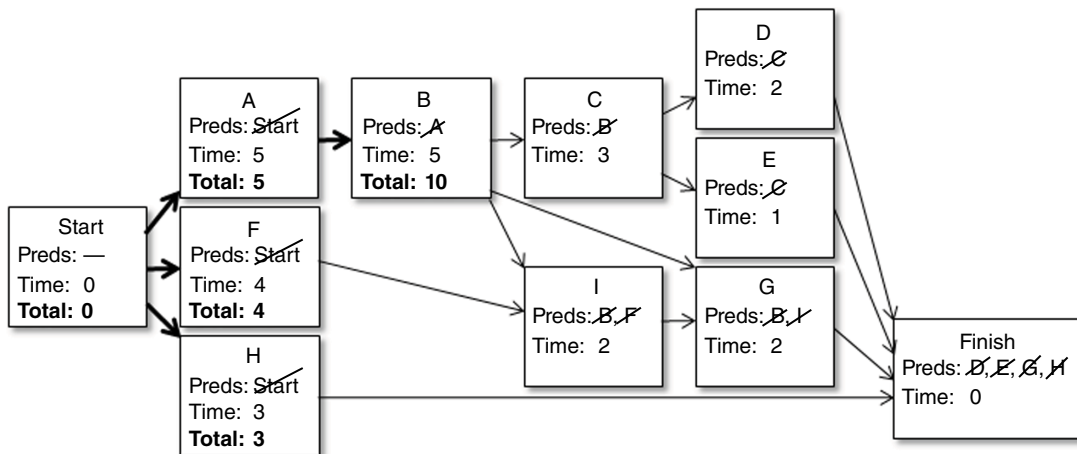 Start
Preds: —
Time: 0
Total: 0
A
Preds: Start
Time: 5
Total: 5
F
Preds: Start
Time: 4
Total: 4
H
Preds: Start
Time: 3
Total: 3
B
Preds: A
Time: 5
Total: 10
C
Preds: B
Time: 3
I
Preds: B, F
Time: 2
D
Preds: C
Time: 2
E
Preds: C
Time: 1
G
Preds: B, I
Time: 2
Finish
Preds: D, E, G, H
Time: 0